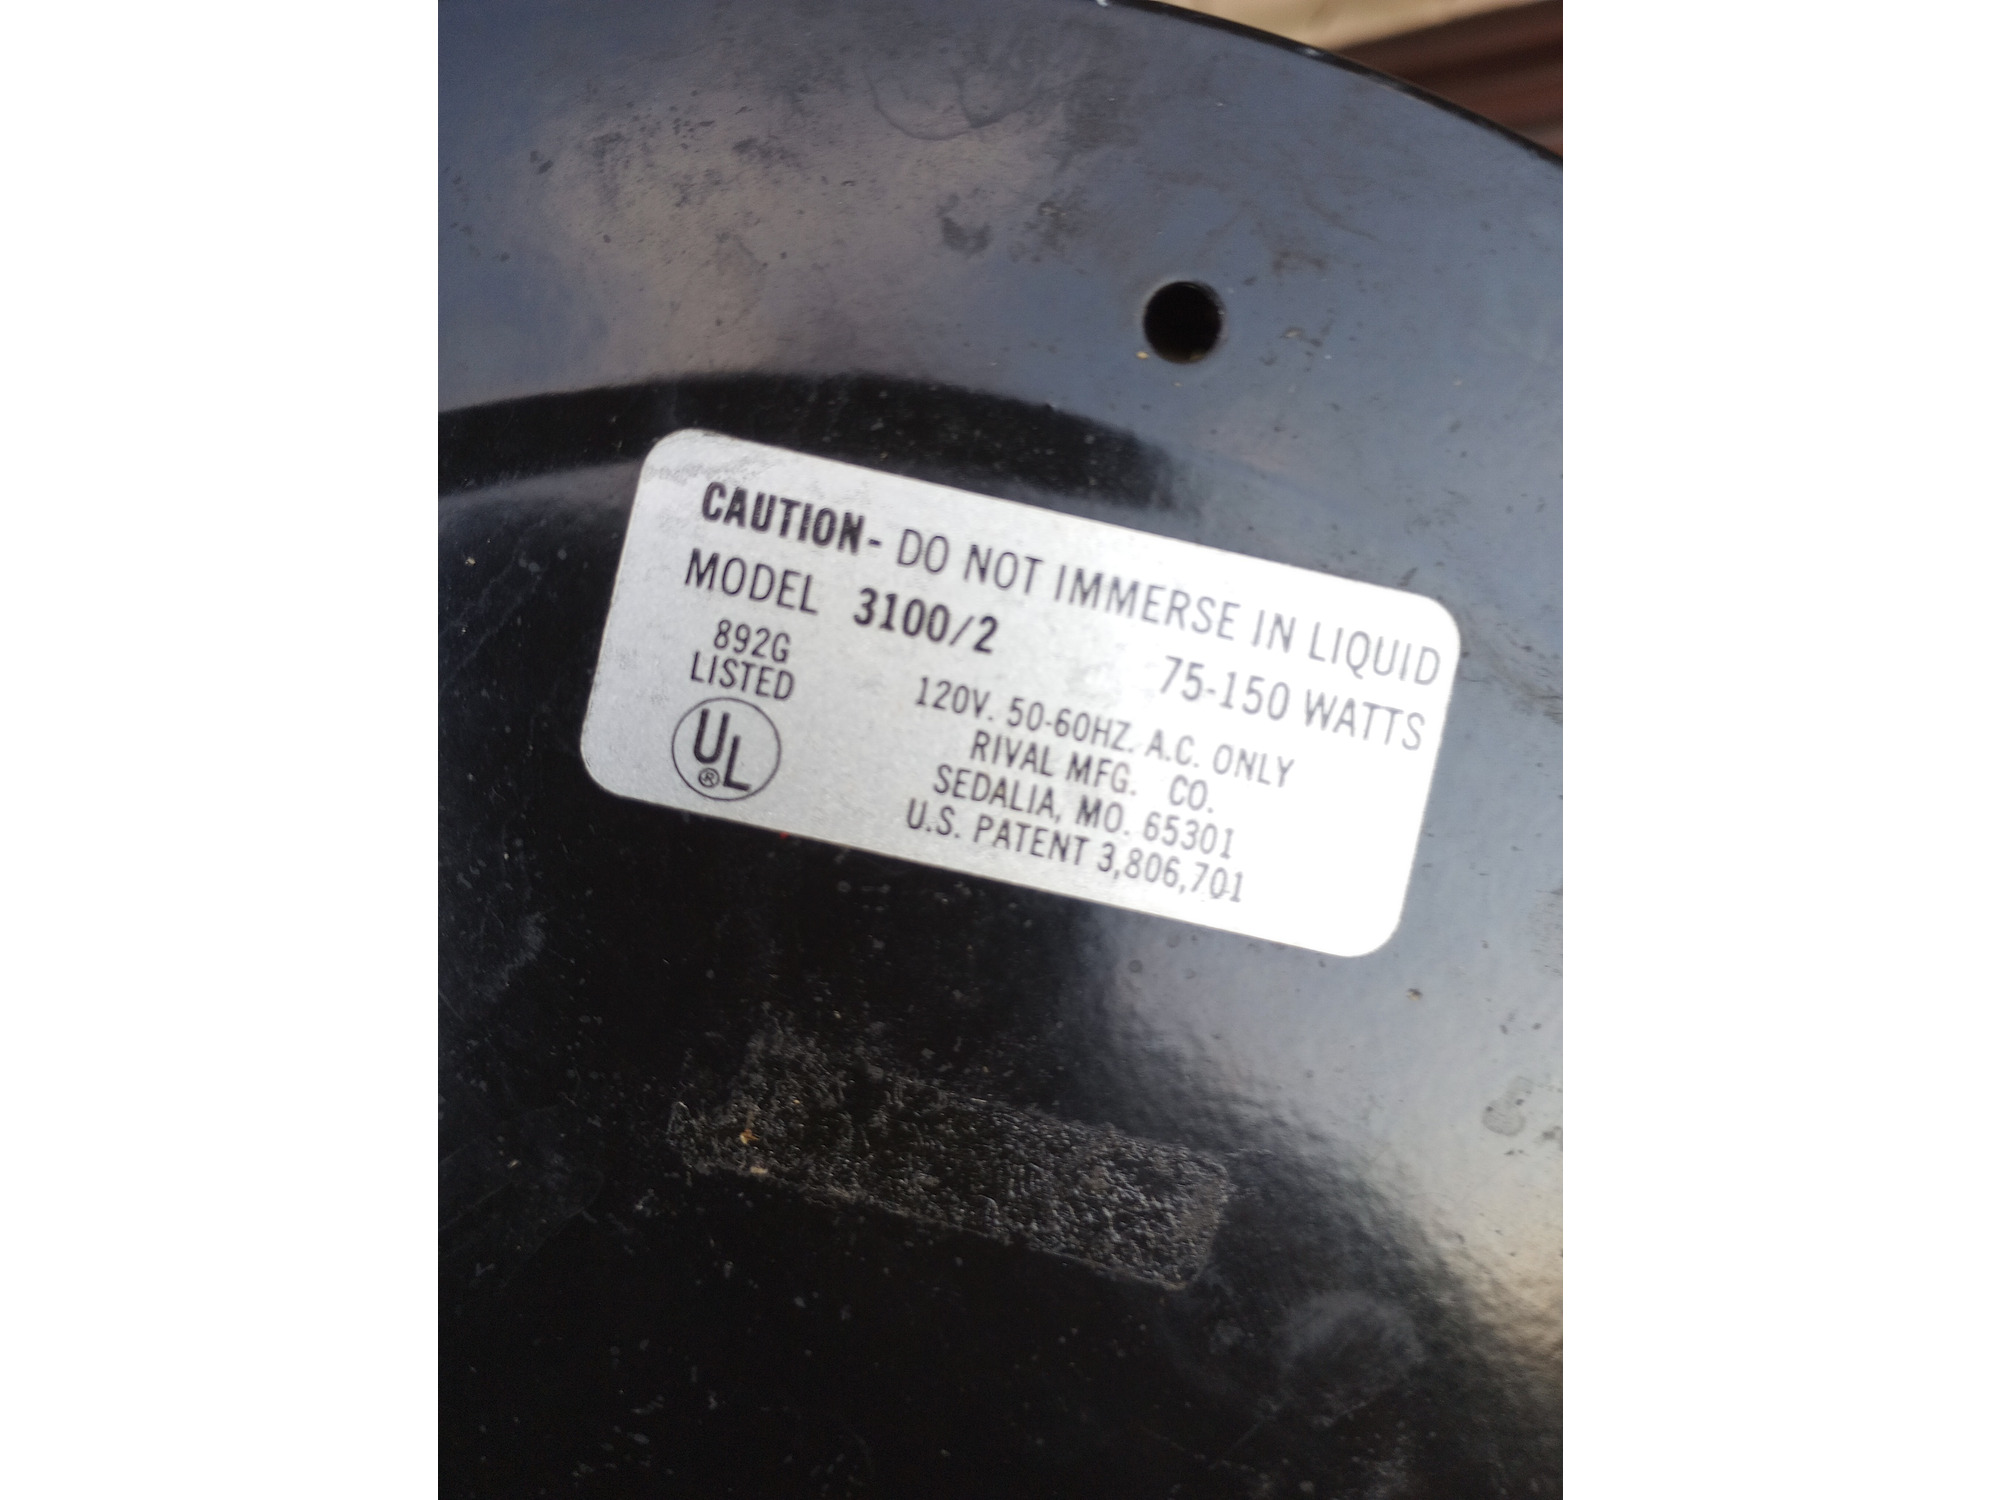 CAUTION- DO NOT IMMERSE IN LIQUID
MODEL 3100/2 75-150 WATTS
892G
LISTED
UL
®
120V. 50-60HZ. A.C. ONLY
RIVAL MFG. CO.
SEDALIA, MO. 65301
U.S. PATENT 3,806,701